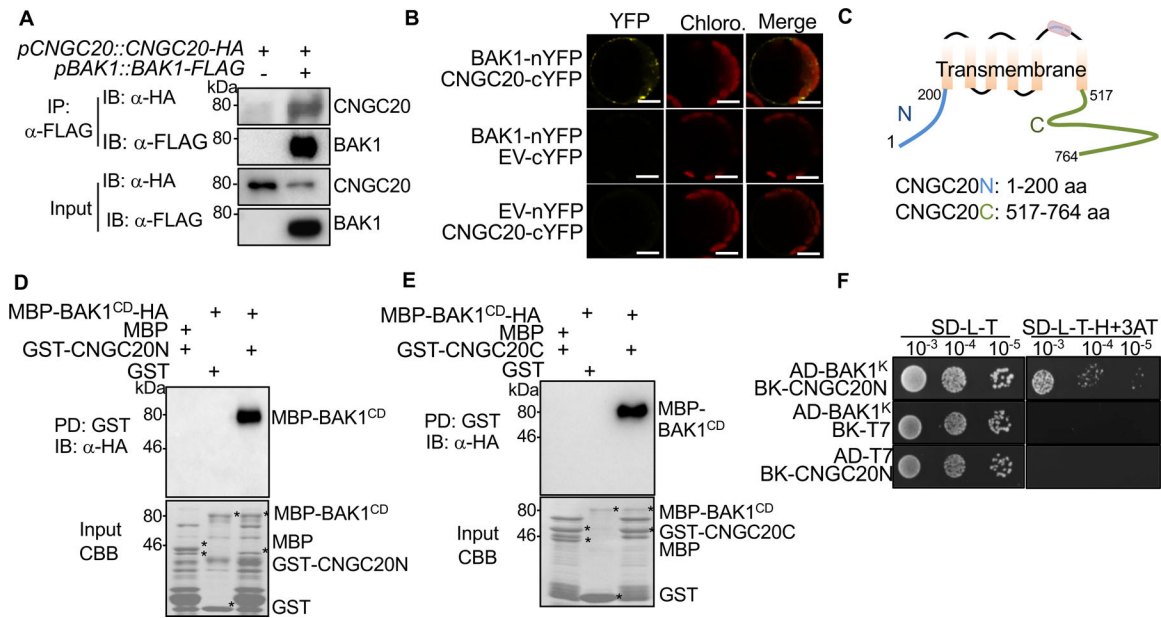 A
pCNGC20::CNGC20-HA + +
pBAK1::BAK1-FLAG - +
kDa
IP: α-FLAG
IB: α-HA 80 CNGC20
IB: α-FLAG 80 BAK1
Input
IB: α-HA 80 CNGC20
IB: α-FLAG 80 BAK1
B
YFP Chloro. Merge
BAK1-nYFP
CNGC20-cYFP
BAK1-nYFP
EV-cYFP
EV-nYFP
CNGC20-cYFP
C
Transmembrane
200 517
N C
1 764
CNGC20N: 1-200 aa
CNGC20C: 517-764 aa
D
MBP-BAK1CD-HA + +
MBP +
GST-CNGC20N + +
GST +
kDa
80 MBP-BAK1CD
PD: GST
IB: α-HA 46
80 * * MBP-BAK1CD
Input
CBB
46 * * * MBP
GST-CNGC20N
* GST
E
MBP-BAK1CD-HA + +
MBP +
GST-CNGC20C + +
GST +
kDa
80 MBP-
BAK1CD
PD: GST
IB: α-HA 46
80 * * MBP-BAK1CD
Input
CBB
* * GST-CNGC20C
46 * MBP
* GST
F
SD-L-T SD-L-T-H+3AT
10-3 10-4 10-5 10-3 10-4 10-5
AD-BAK1K
BK-CNGC20N
AD-BAK1K
BK-T7
AD-T7
BK-CNGC20N